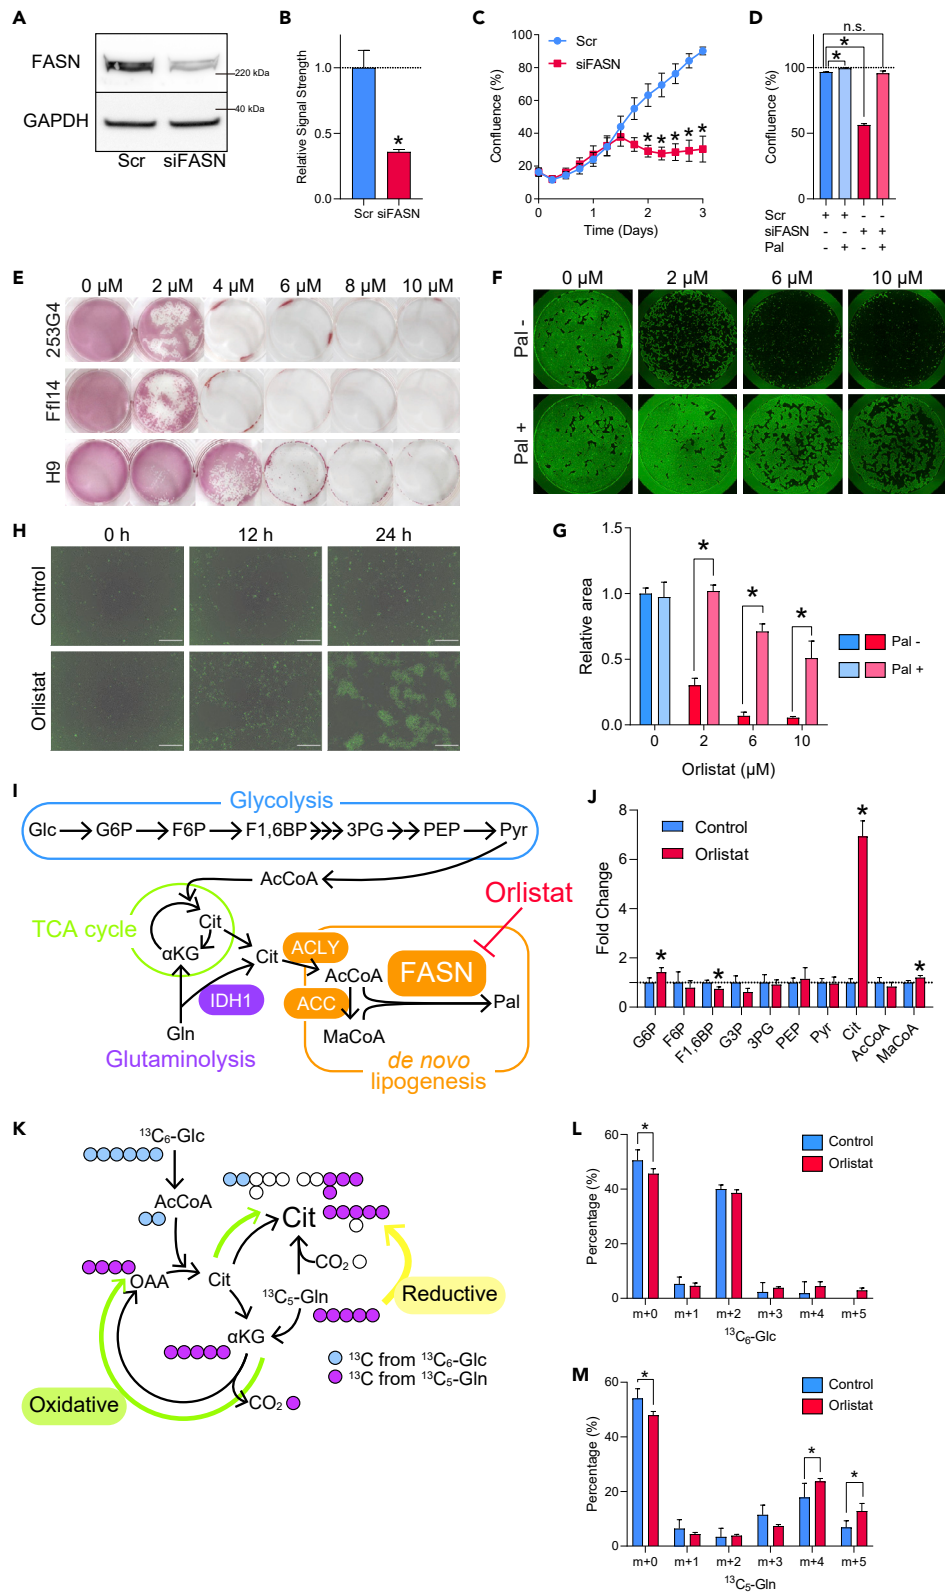 A
FASN
220 kDa
40 kDa
GAPDH
Scr siFASN
B
Relative Signal Strength
1.0
0.5
0.0
*
Scr siFASN
C
Confluence (%)
100
80
60
40
20
0
Scr
siFASN
* * * * *
0 1 2 3
Time (Days)
D
n.s.
*
*
Confluence (%)
100
50
0
Scr + + - -
siFASN - - + +
Pal - + - +
E
0 μM 2 μM 4 μM 6 μM 8 μM 10 μM
253G4
FfI14
H9
F
0 μM 2 μM 6 μM 10 μM
Pal -
Pal +
H
0 h 12 h 24 h
Control
Orlistat
G
Relative area
1.5
1.0
0.5
0.0
* * *
Pal -
Pal +
0 2 6 10
Orlistat (μM)
I
Glycolysis
Glc G6P F6P F1,6BP 3PG PEP Pyr
AcCoA
Orlistat
TCA cycle
Cit
αKG
Cit
ACLY
AcCoA
FASN
IDH1
ACC
Pal
Gln
MaCoA
Glutaminolysis
de novo
lipogenesis
J
Fold Change
8
6
4
2
0
Control
Orlistat
* * * *
G6P F6P F1,6BP G3P 3PG PEP Pyr Cit AcCoA MaCoA
K
¹³C₆-Glc
AcCoA
Cit
OAA
Cit
CO₂
¹³C₅-Gln
Reductive
αKG
¹³C from ¹³C₆-Glc
¹³C from ¹³C₅-Gln
Oxidative
CO₂
L
Percentage (%)
60
40
20
0
*
Control
Orlistat
m+0 m+1 m+2 m+3 m+4 m+5
¹³C₆-Glc
M
Percentage (%)
60
40
20
0
* * *
Control
Orlistat
m+0 m+1 m+2 m+3 m+4 m+5
¹³C₅-Gln